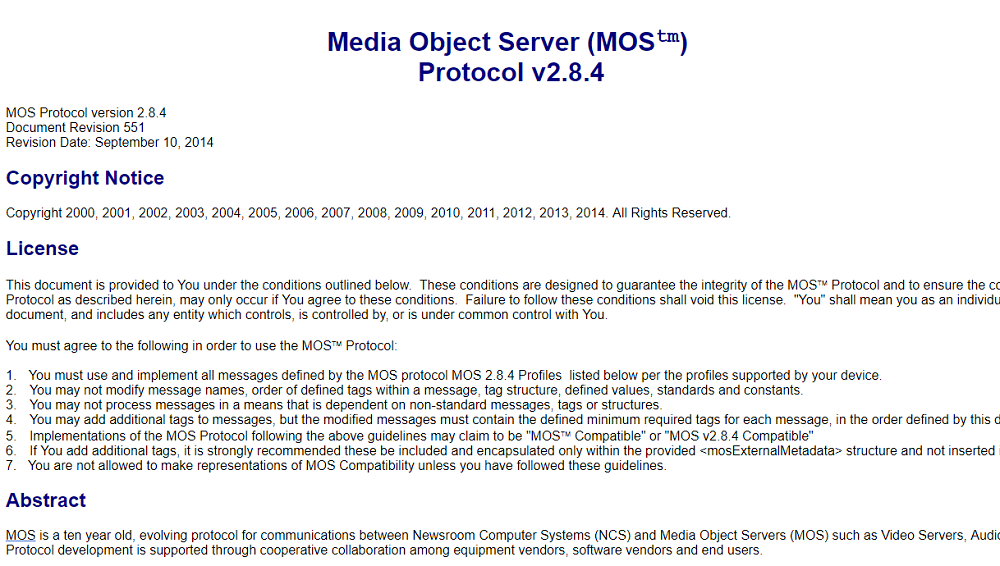 Media Object Server (MOS™)
Protocol v2.8.4
MOS Protocol version 2.8.4
Document Revision 551
Revision Date: September 10, 2014
Copyright Notice
Copyright 2000, 2001, 2002, 2003, 2004, 2005, 2006, 2007, 2008, 2009, 2010, 2011, 2012, 2013, 2014. All Rights Reserved.
License
This document is provided to You under the conditions outlined below.  These conditions are designed to guarantee the integrity of the MOS™ Protocol and to ensure the
Protocol as described herein, may only occur if You agree to these conditions.  Failure to follow these conditions shall void this license.  "You" shall mean you as an
document, and includes any entity which controls, is controlled by, or is under common control with You.
You must agree to the following in order to use the MOS™ Protocol:
1. You must use and implement all messages defined by the MOS protocol MOS 2.8.4 Profiles  listed below per the profiles supported by your device.
2. You may not modify message names, order of defined tags within a message, tag structure, defined values, standards and constants.
3. You may not process messages in a means that is dependent on non-standard messages, tags or structures.
4. You may add additional tags to messages, but the modified messages must contain the defined minimum required tags for each message, in the order defined by this
5. Implementations of the MOS Protocol following the above guidelines may claim to be "MOS™ Compatible" or "MOS v2.8.4 Compatible"
6. If You add additional tags, it is strongly recommended these be included and encapsulated only within the provided <mosExternalMetadata> structure and not inserted
7. You are not allowed to make representations of MOS Compatibility unless you have followed these guidelines.
Abstract
MOS is a ten year old, evolving protocol for communications between Newsroom Computer Systems (NCS) and Media Object Servers (MOS) such as Video Servers,
Protocol development is supported through cooperative collaboration among equipment vendors, software vendors and end users.